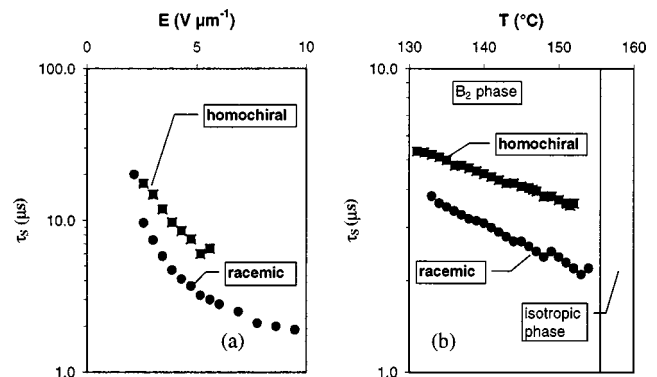 E (V μm⁻¹)
0 5 10
100.0
10.0
1.0
τS (μs)
homochiral
racemic
(a)
T (°C)
130 140 150 160
10.0
1.0
τS (μs)
B2 phase
homochiral
racemic
isotropic
phase
(b)